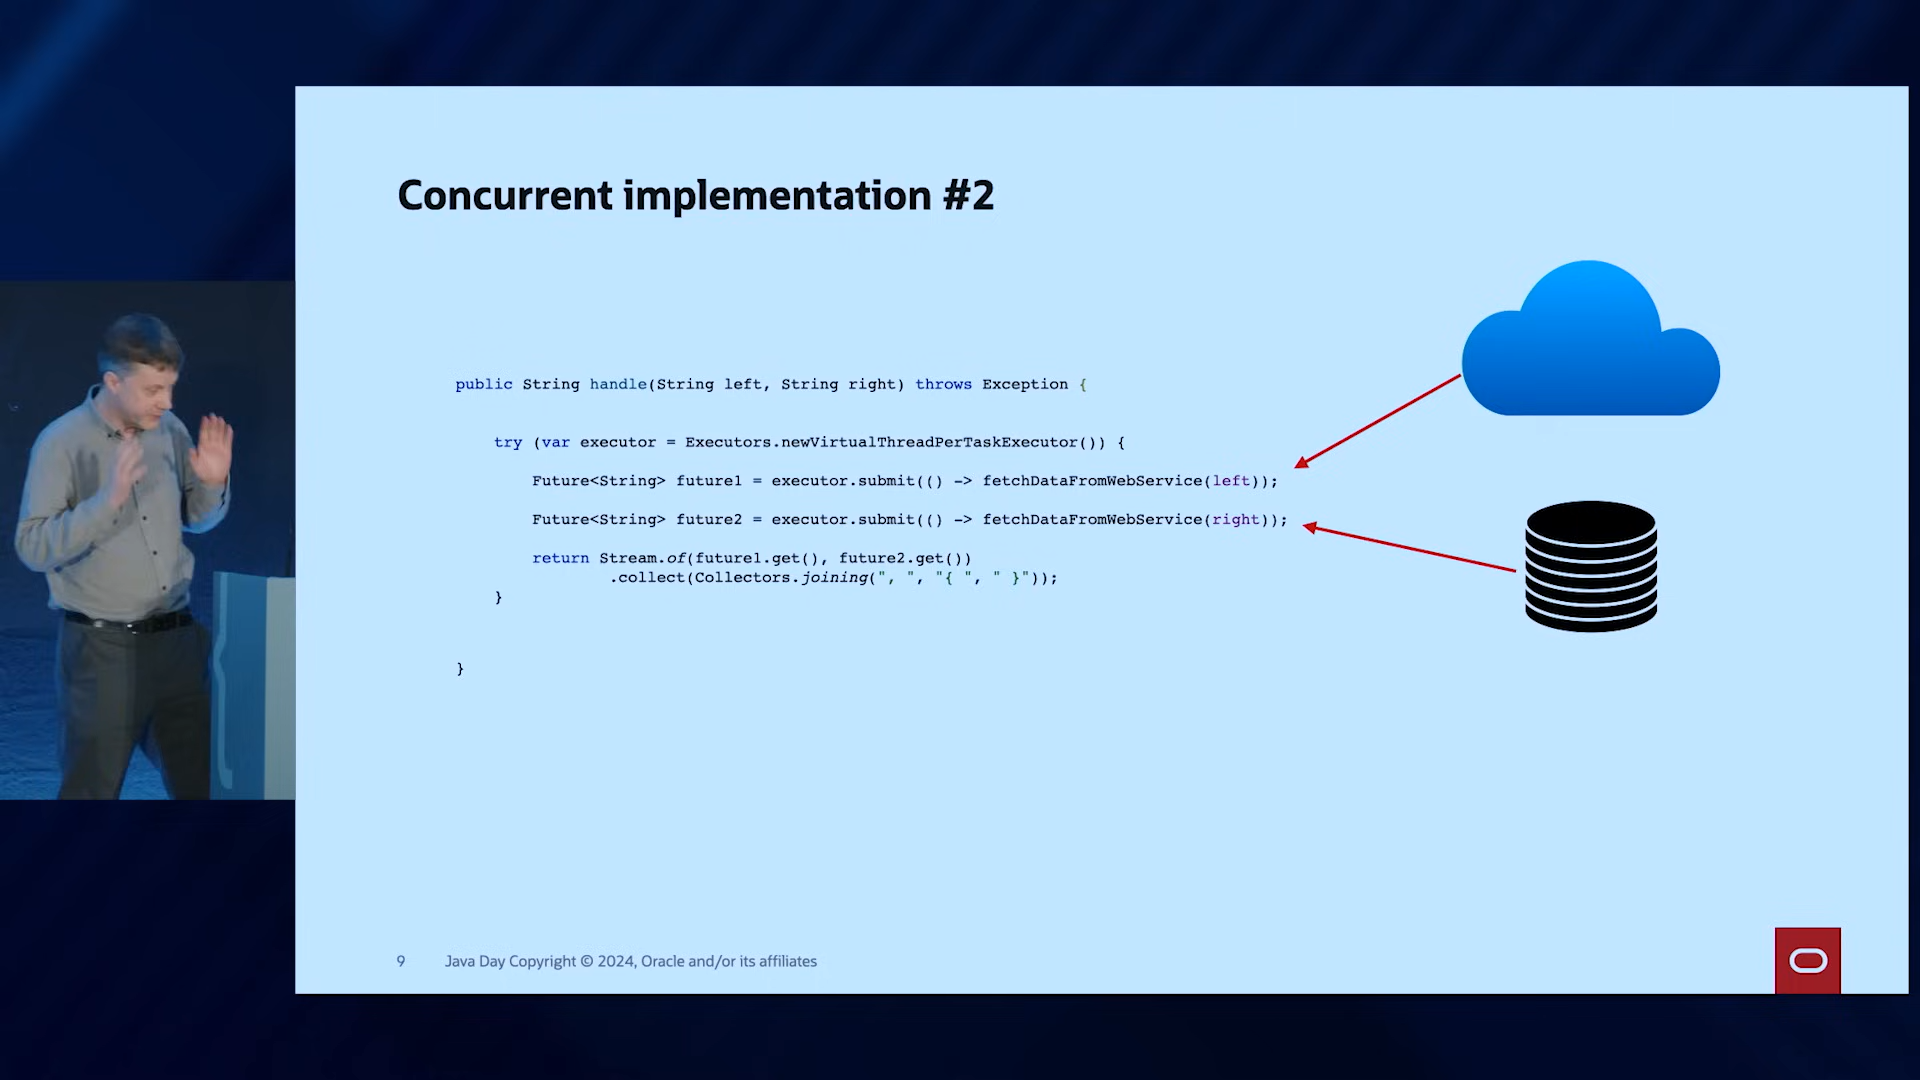 Concurrent implementation #2
public String handle(String left, String right) throws Exception {
try (var executor = Executors.newVirtualThreadPerTaskExecutor()) {
Future<String> future1 = executor.submit(() -> fetchDataFromWebService(left));
Future<String> future2 = executor.submit(() -> fetchDataFromWebService(right));
return Stream.of(future1.get(), future2.get())
.collect(Collectors.joining(", ", "{ ", " }"));
}
}
9 Java Day Copyright © 2024, Oracle and/or its affiliates